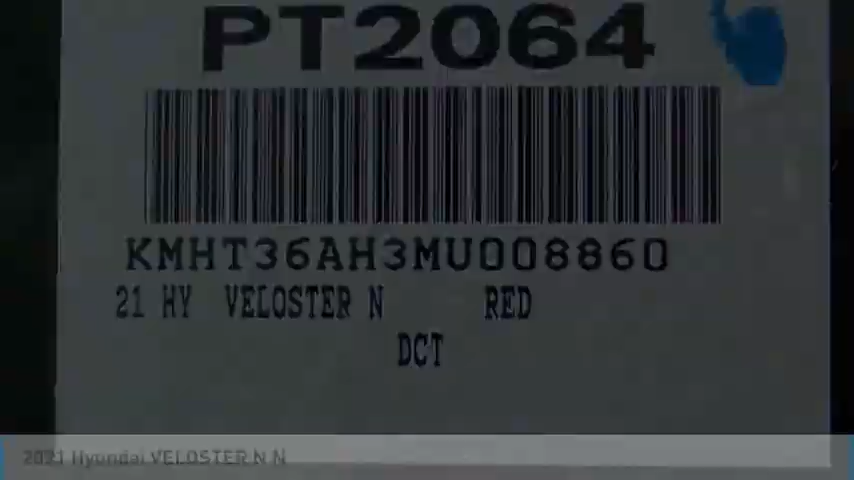 PT2064
KMHT36AH3MU008860
21 HY VELOSTER N RED
DCT
2021 Hyundai VELOSTER N N